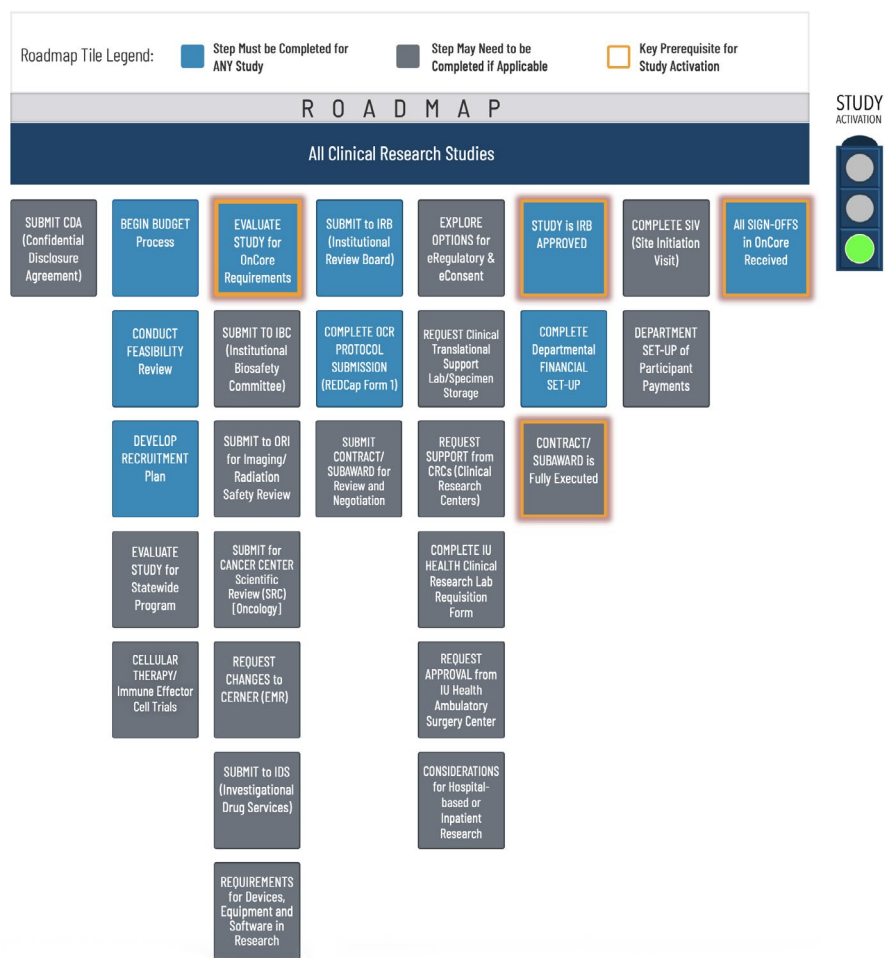 Roadmap Tile Legend:
Step Must be Completed for
ANY Study
Step May Need to be
Completed if Applicable
Key Prerequisite for
Study Activation
ROADMAP
STUDY
ACTIVATION
All Clinical Research Studies
SUBMIT CDA
(Confidential
Disclosure
Agreement)
BEGIN BUDGET
Process
EVALUATE
STUDY for
OnCore
Requirements
SUBMIT to IRB
(Institutional
Review Board)
EXPLORE
OPTIONS for
eRegulatory &
eConsent
STUDY is IRB
APPROVED
COMPLETE SIV
(Site Initiation
Visit)
All SIGN-OFFS
in OnCore
Received
CONDUCT
FEASIBILITY
Review
SUBMIT TO IBC
(Institutional
Biosafety
Committee)
COMPLETE OCR
PROTOCOL
SUBMISSION
(REDCap Form 1)
REQUEST Clinical
Translational
Support
Lab/Specimen
Storage
COMPLETE
Departmental
FINANCIAL
SET-UP
DEPARTMENT
SET-UP of
Participant
Payments
DEVELOP
RECRUITMENT
Plan
SUBMIT to ORI
for Imaging/
Radiation
Safety Review
SUBMIT
CONTRACT/
SUBAWARD for
Review and
Negotiation
REQUEST
SUPPORT from
CRCs (Clinical
Research
Centers)
CONTRACT/
SUBAWARD is
Fully Executed
EVALUATE
STUDY for
Statewide
Program
SUBMIT for
CANCER CENTER
Scientific
Review (SRC)
[Oncology]
COMPLETE IU
HEALTH Clinical
Research Lab
Requisition
Form
CELLULAR
THERAPY/
Immune Effector
Cell Trials
REQUEST
CHANGES to
CERNER (EMR)
REQUEST
APPROVAL from
IU Health
Ambulatory
Surgery Center
SUBMIT to IDS
(Investigational
Drug Services)
CONSIDERATIONS
for Hospital-
based or
Inpatient
Research
REQUIREMENTS
for Devices,
Equipment and
Software in
Research